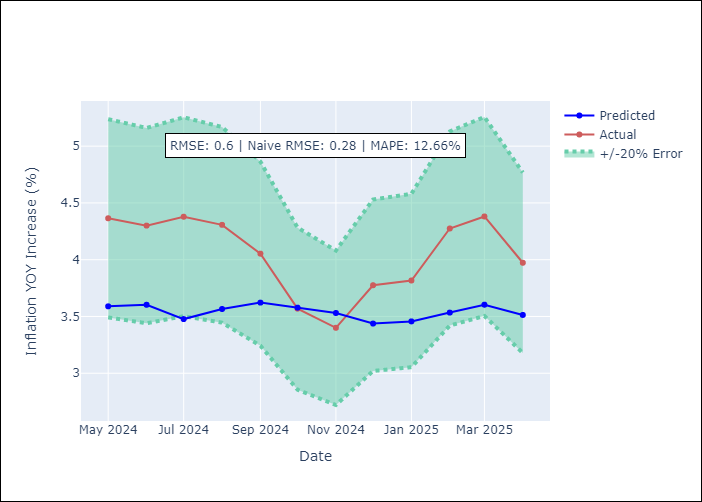 RMSE: 0.6 | Naive RMSE: 0.28 | MAPE: 12.66%
Predicted
Actual
+/-20% Error
Inflation YOY Increase (%)
5
4.5
4
3.5
3
May 2024
Jul 2024
Sep 2024
Nov 2024
Jan 2025
Mar 2025
Date